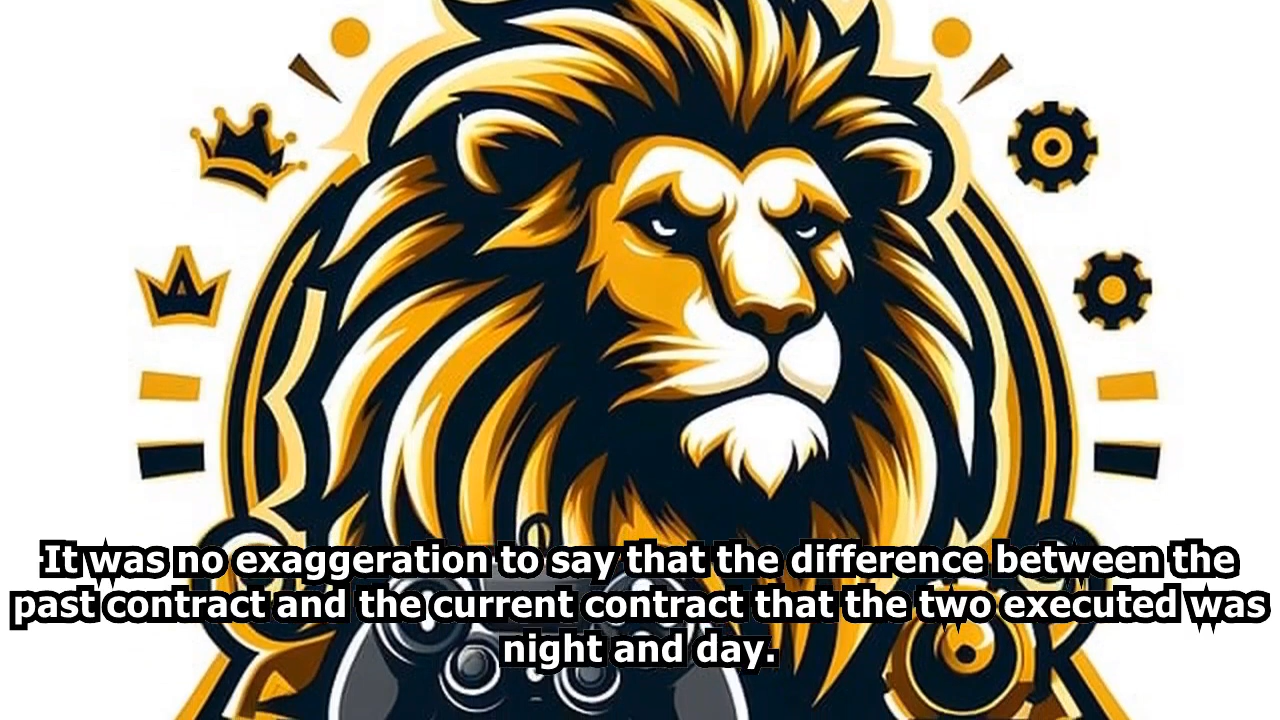 It was no exaggeration to say that the difference between the
past contract and the current contract that the two executed was
night and day.